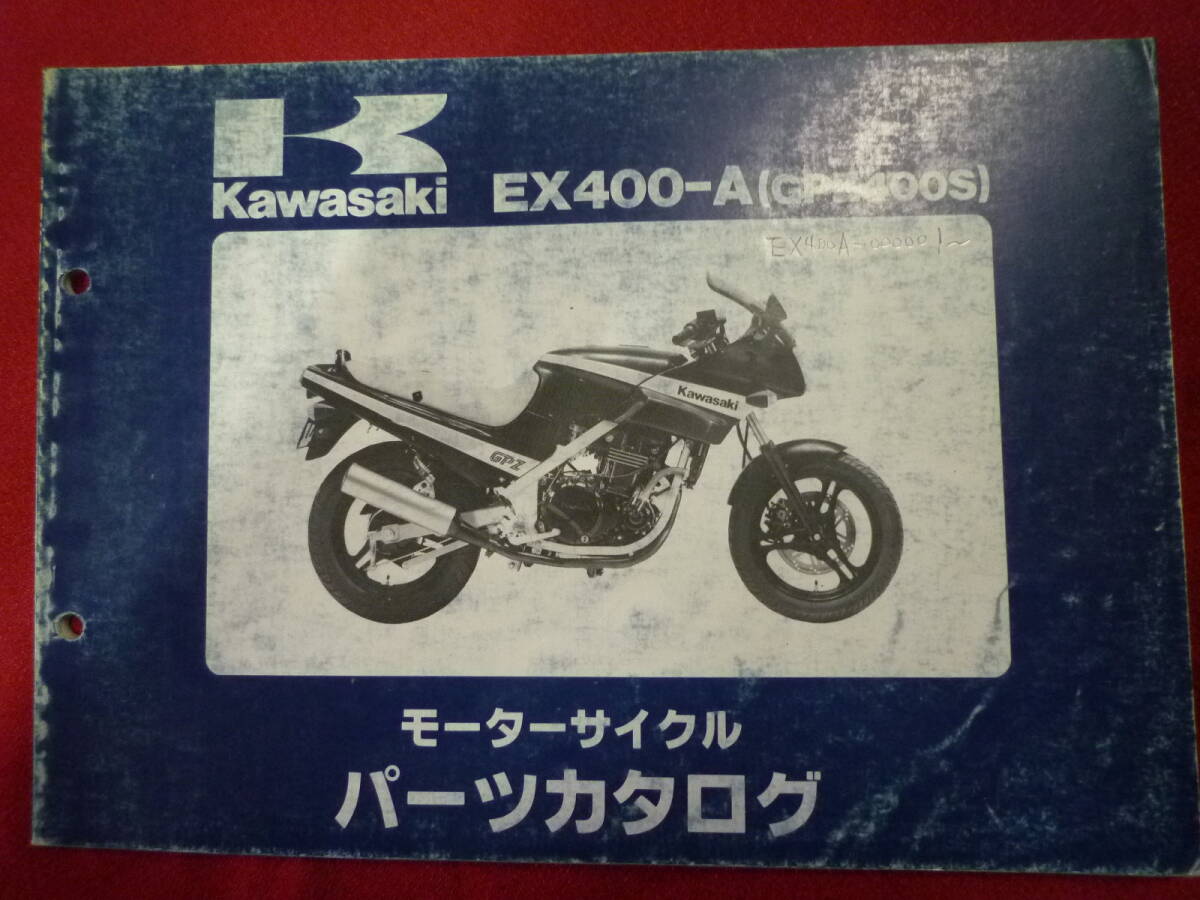 Kawasaki EX400-A(GPZ400S)
EX400A-000001~
Kawasaki
GPZ
モーターサイクル
パーツカタログ